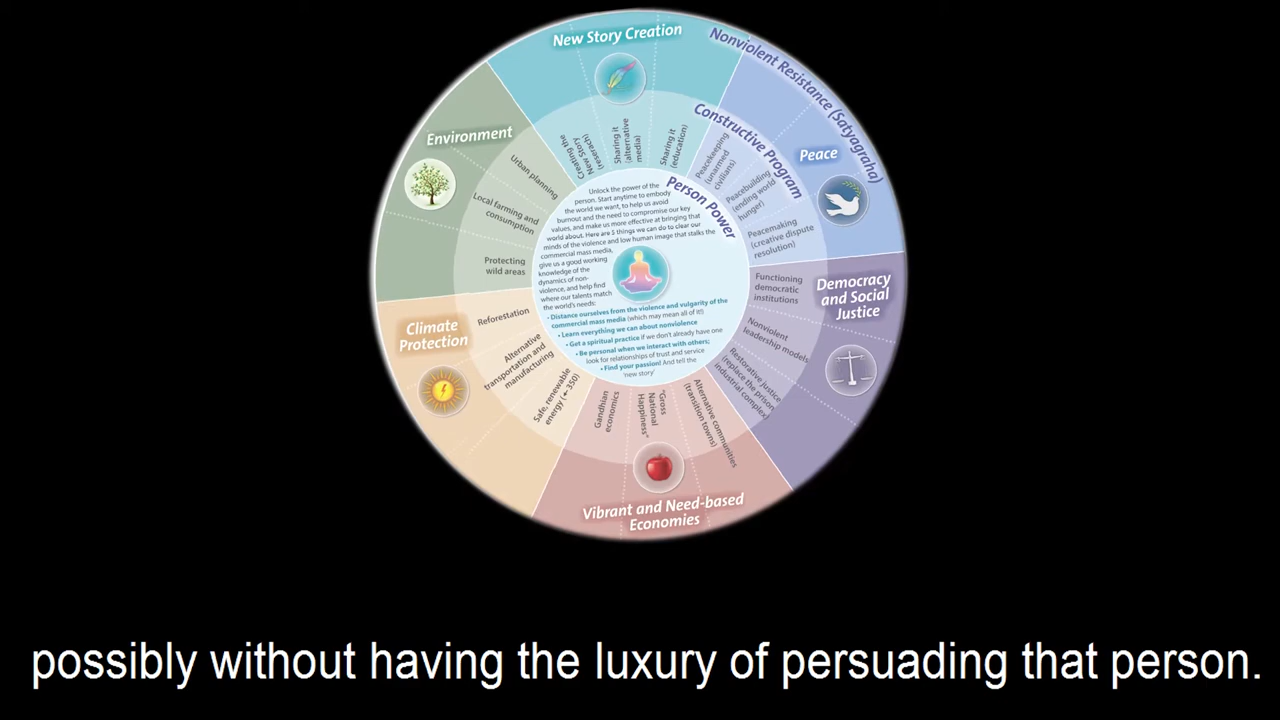 New Story Creation
Nonviolent Resistance (Satyagraha)
Constructive Program
Person Power
Creating the
New Story
(reserach)
Sharing it
(alternative
media)
Sharing it
(education)
Peace
Peacekeeping
(unarmed
civilians)
Peacebuilding
(ending world
hunger)
Peacemaking
(creative dispute
resolution)
Democracy
and Social
Justice
Functioning
democratic
institutions
Nonviolent
leadership models
Restorative justice
(replace the prison
industrial complex)
Vibrant and Need-based
Economies
Alternative communities
(transition towns)
"Gross
National
Happiness"
Gandhian
economics
Climate
Protection
Safe, renewable
energy (←350)
Alternative
transportation and
manufacturing
Reforestation
Environment
Protecting
wild areas
Local farming and
consumption
Urban planning
Unlock the power of the
person. Start anytime to embody
the world we want, to help us avoid
burnout and the need to compromise our key
values, and make us more effective at bringing that
world about. Here are 5 things we can do to clear our
minds of the violence and low human image that stalks the
commercial mass media,
give us a good working
knowledge of the
dynamics of non-
violence, and help find
where our talents match
the world's needs:
• Distance ourselves from the violence and vulgarity of the
commercial mass media (which may mean all of it!)
• Learn everything we can about nonviolence
• Get a spiritual practice if we don't already have one
• Be personal when we interact with others;
look for relationships of trust and service
• Find your passion! And tell the
'new story'
possibly without having the luxury of persuading that person.